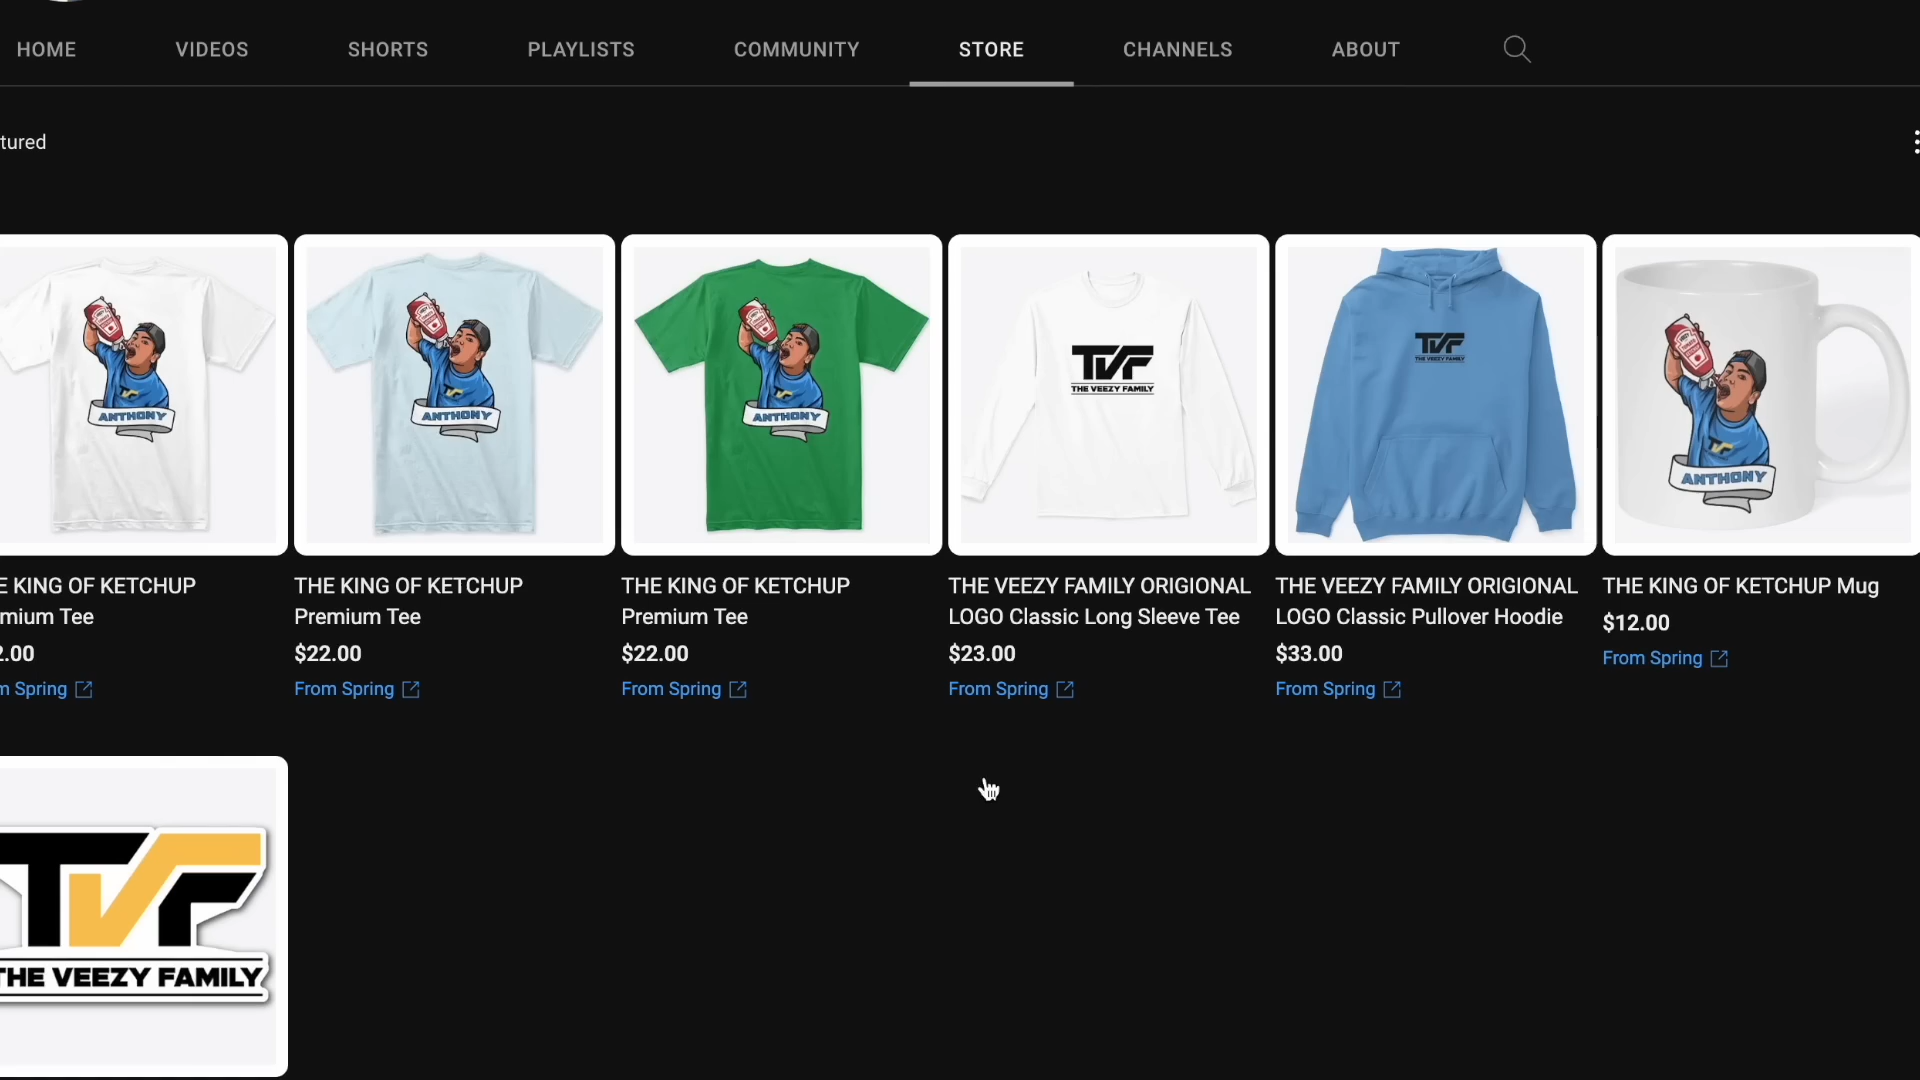 HOME VIDEOS SHORTS PLAYLISTS COMMUNITY STORE CHANNELS ABOUT
tured
ANTHONY
ANTHONY
ANTHONY
TVF
THE VEEZY FAMILY
TVF
THE VEEZY FAMILY
TVF
ANTHONY
E KING OF KETCHUP
mium Tee
2.00
m Spring
THE KING OF KETCHUP
Premium Tee
$22.00
From Spring
THE KING OF KETCHUP
Premium Tee
$22.00
From Spring
THE VEEZY FAMILY ORIGIONAL
LOGO Classic Long Sleeve Tee
$23.00
From Spring
THE VEEZY FAMILY ORIGIONAL
LOGO Classic Pullover Hoodie
$33.00
From Spring
THE KING OF KETCHUP Mug
$12.00
From Spring
TVF
THE VEEZY FAMILY